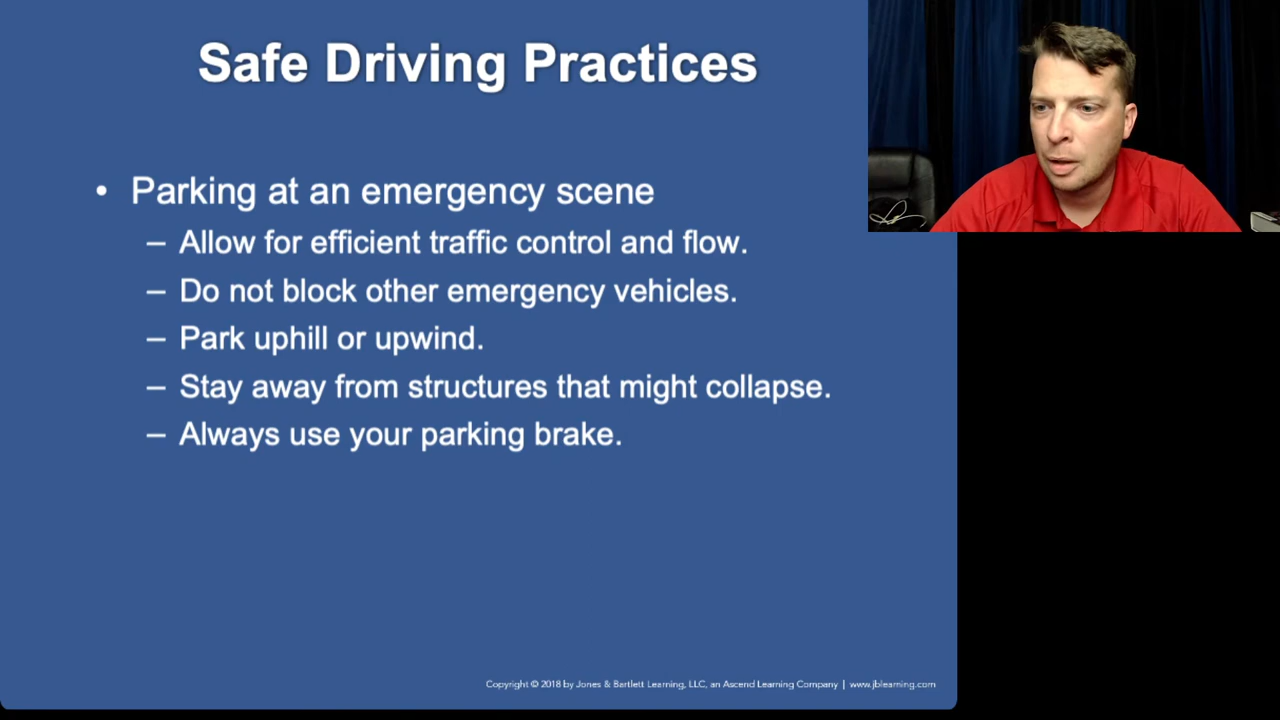 Safe Driving Practices
• Parking at an emergency scene
– Allow for efficient traffic control and flow.
– Do not block other emergency vehicles.
– Park uphill or upwind.
– Stay away from structures that might collapse.
– Always use your parking brake.
Copyright © 2018 by Jones & Bartlett Learning, LLC, an Ascend Learning Company | www.jblearning.com